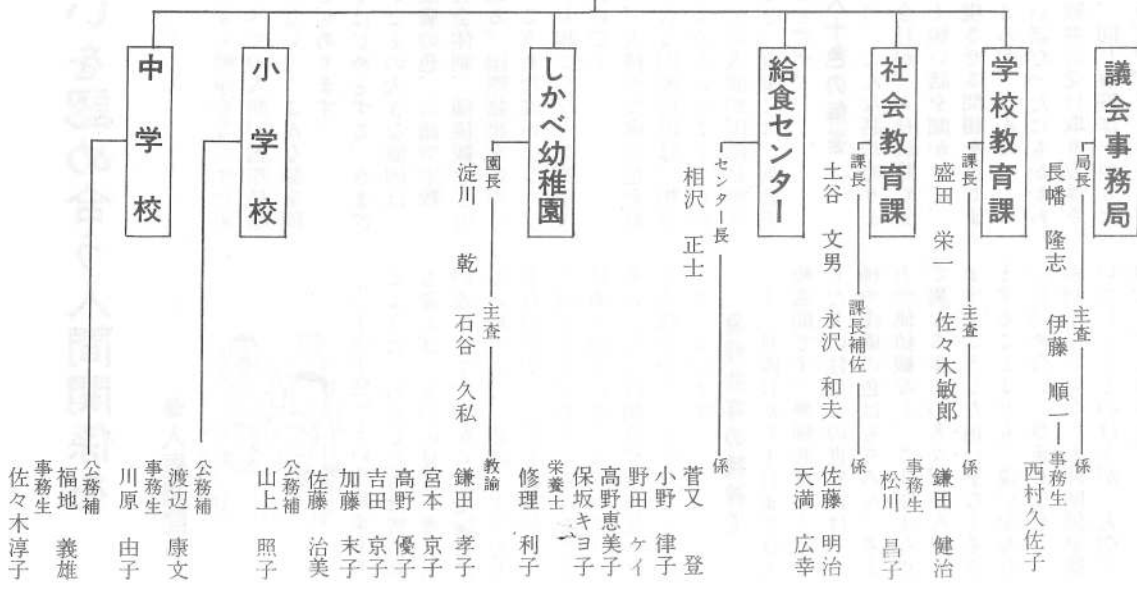 議会事務局
局長
長幡 隆志
主査
伊藤 順一
係
事務生
西村久佐子
学校教育課
課長
盛田 栄一
主査
佐々木敏郎
係
鎌田 健治
事務生
松川 昌子
社会教育課
課長
土谷 文男
課長補佐
永沢 和夫
係
佐藤 明治
天満 広幸
給食センター
センター長
相沢 正士
係
菅又 登
小野 律子
野田 ケイ
高野恵美子
保坂キヨ子
栄養士
修理 利子
しかべ幼稚園
園長
淀川 乾
主査
石谷 久私
教諭
鎌田 孝子
宮本 京子
高野 優子
吉田 京子
加藤 末子
佐藤 治美
小学校
公務補
山上 照子
公務補
渡辺 康文
事務生
川原 由子
中学校
公務補
福地 義雄
事務生
佐々木淳子